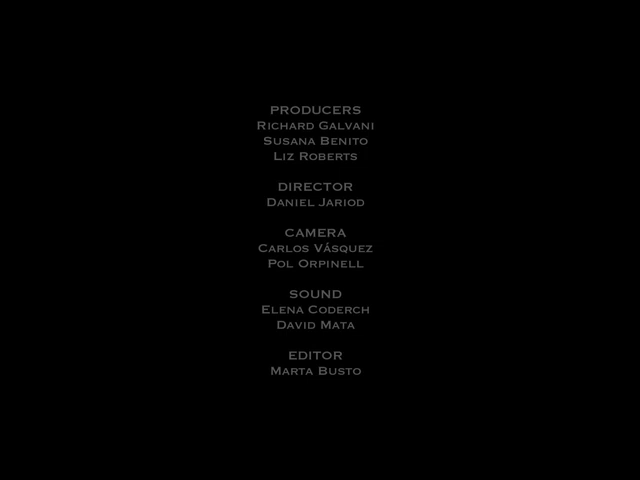 PRODUCERS
RICHARD GALVANI
SUSANA BENITO
LIZ ROBERTS
DIRECTOR
DANIEL JARIOD
CAMERA
CARLOS VÁSQUEZ
POL ORPINELL
SOUND
ELENA CODERCH
DAVID MATA
EDITOR
MARTA BUSTO